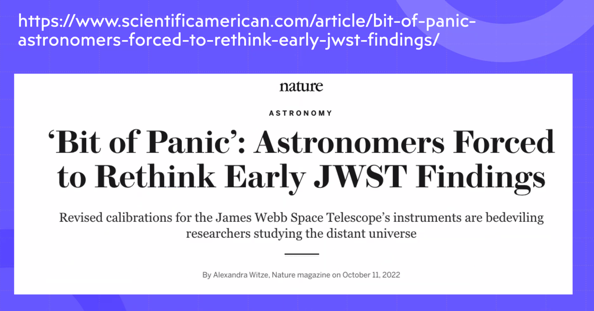 https://www.scientificamerican.com/article/bit-of-panic-
astronomers-forced-to-rethink-early-jwst-findings/
nature
ASTRONOMY
‘Bit of Panic’: Astronomers Forced
to Rethink Early JWST Findings
Revised calibrations for the James Webb Space Telescope’s instruments are bedeviling
researchers studying the distant universe
By Alexandra Witze, Nature magazine on October 11, 2022